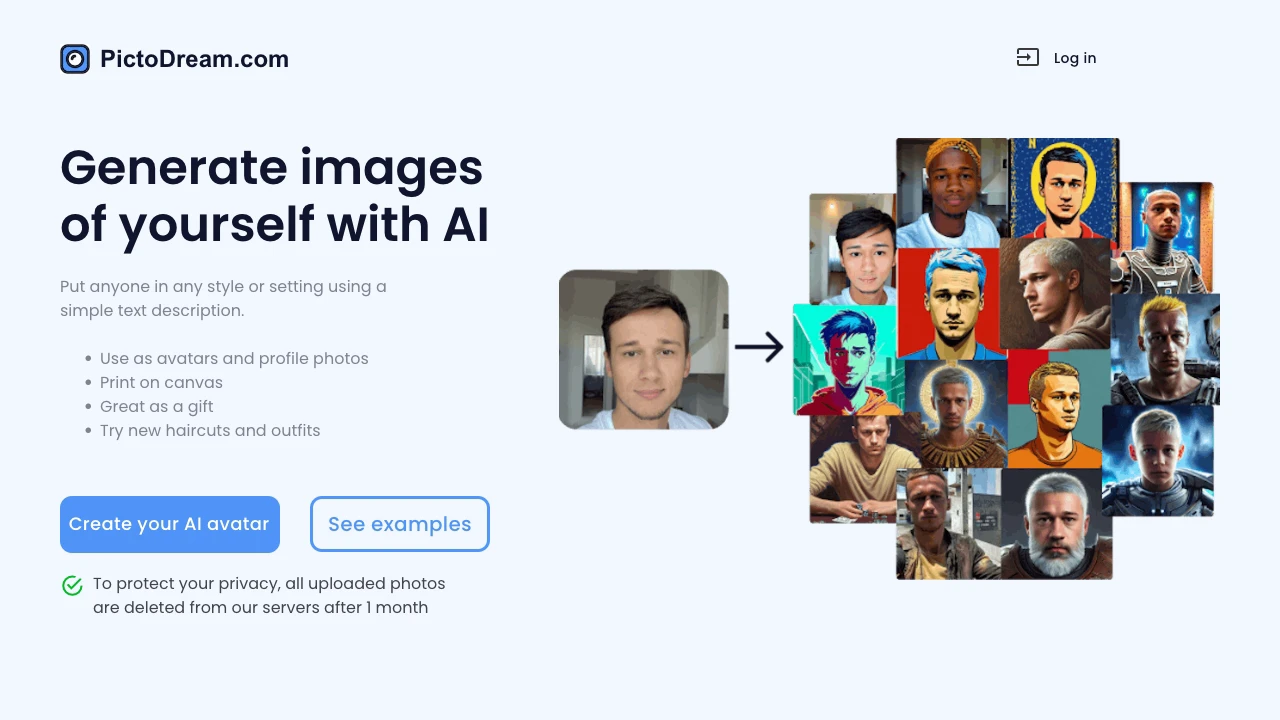 PictoDream.com
Log in
Generate images
of yourself with AI
Put anyone in any style or setting using a
simple text description.
• Use as avatars and profile photos
• Print on canvas
• Great as a gift
• Try new haircuts and outfits
Create your AI avatar
See examples
To protect your privacy, all uploaded photos
are deleted from our servers after 1 month